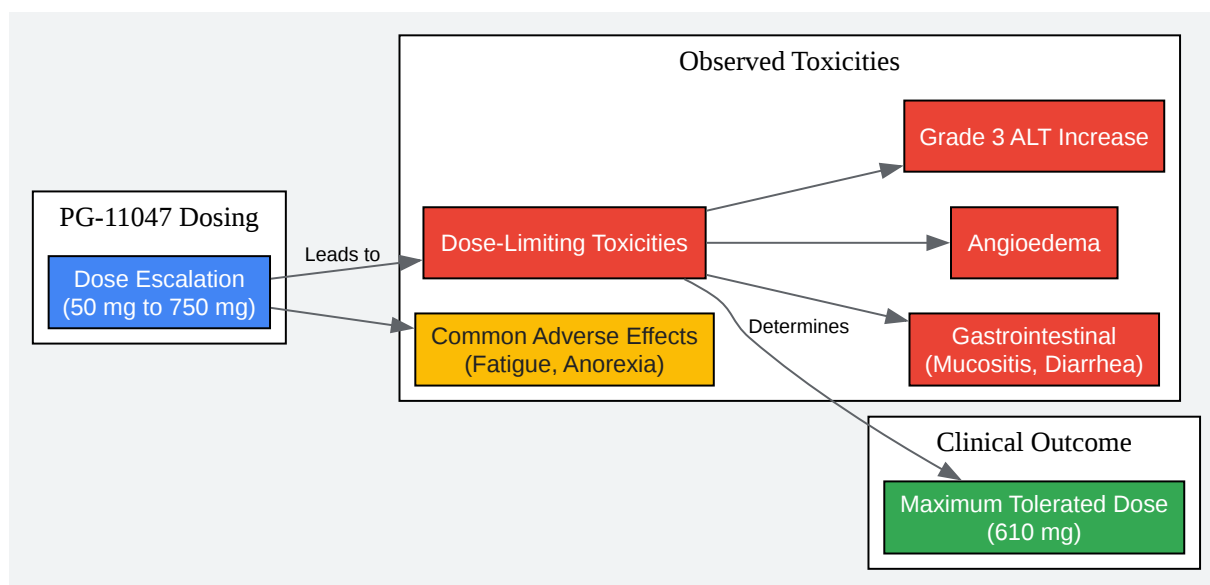 Observed Toxicities
Grade 3 ALT Increase
PG-11047 Dosing
Dose Escalation
(50 mg to 750 mg)
Leads to
Dose-Limiting Toxicities
Angioedema
Common Adverse Effects
(Fatigue, Anorexia)
Determines
Gastrointestinal
(Mucositis, Diarrhea)
Clinical Outcome
Maximum Tolerated Dose
(610 mg)